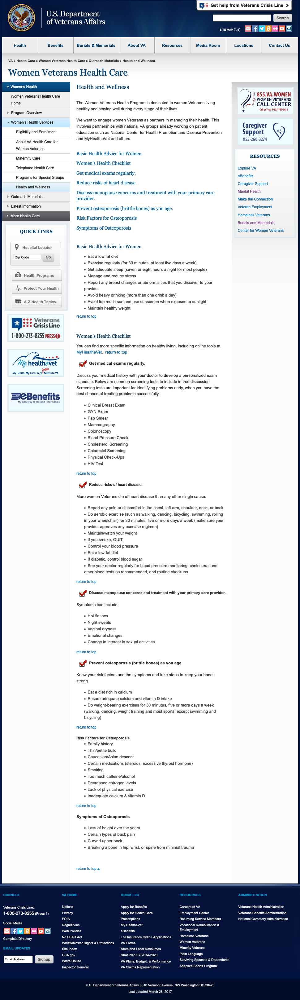 Get help from Veterans Crisis Line
U.S. Department
of Veterans Affairs
Search
SITE MAP [A-Z]
Health
Benefits
Burials & Memorials
About VA
Resources
Media Room
Locations
Contact Us
VA » Health Care » Women Veterans Health Care » Outreach Materials » Health and Wellness
Women Veterans Health Care
Womens Health
Women Veterans Health Care
Home
Program Overview
Women's Health Services
Eligibility and Enrollment
About VA Health Care for
Women Veterans
Maternity Care
Telephone Health Care
Programs for Special Groups
Health and Wellness
Outreach Materials
Latest Information
More Health Care
QUICK LINKS
Hospital Locator
Zip Code
Go
Health Programs
Protect Your Health
A-Z Health Topics
Veterans
Crisis Line
1-800-273-8255 PRESS 1
My healthevet
Online
My Health, My Care: 24/7 Access to VA
eBenefits
My Gateway to Benefit Information
Health and Wellness
The Women Veterans Health Program is dedicated to women Veterans living
healthy and staying well during every stage of their lives.
We want to engage women Veterans as partners in managing their health. This
involves partnerships with national VA groups already working on patient
education such as National Center for Health Promotion and Disease Prevention
and MyHealtheVet and others.
Basic Health Advice for Women
Women's Health Checklist
Get medical exams regularly.
Reduce risks of heart disease.
Discuss menopause concerns and treatment with your primary care
provider.
Prevent osteoporosis (brittle bones) as you age.
Risk Factors for Osteoporosis
Symptoms of Osteoporosis
Basic Health Advice for Women
Eat a low fat diet
Exercise regularly (for 30 minutes, at least five days a week)
Get adequate sleep (seven or eight hours a night for most people)
Manage and reduce stress
Report any breast changes or abnormalities that you discover to your
provider
Avoid heavy drinking (more than one drink a day)
Avoid too much sun and use sunscreen when exposed to sunlight
Maintain healthy weight
return to top
Women's Health Checklist
You can find more specific information on healthy living, including online tools at
MyHealtheVet. return to top
Get medical exams regularly.
Discuss your medical history with your doctor to develop a personalized exam
schedule. Below are common screening tests to include in that discussion.
Screening tests are important for identifying problems early, when you have the
best chance of treating problems successfully.
Clinical Breast Exam
GYN Exam
Pap Smear
Mammography
Colonoscopy
Blood Pressure Check
Cholesterol Screening
Colorectal Screening
Physical Check-Ups
HIV Test
return to top
Reduce risks of heart disease.
More women Veterans die of heart disease than any other single cause.
Report any pain or discomfort in the chest, left arm, shoulder, neck, or back
Do aerobic exercise (such as walking, dancing, bicycling, swimming, rolling
in your wheelchair) for 30 minutes, five or more days a week (make sure your
provider approves any exercise regimen)
Maintain/watch your weight
If you smoke, QUIT
Control your blood pressure
Eat a low-fat diet
If diabetic, control blood sugar
See your doctor regularly for blood pressure monitoring, cholesterol and
other blood tests as recommended, and routine checkups
return to top
Discuss menopause concerns and treatment with your primary care provider.
Symptoms can include:
Hot flashes
Night sweats
Vaginal dryness
Emotional changes
Change in interest in sexual activities
return to top
Prevent osteoporosis (brittle bones) as you age.
Know your risk factors and the symptoms and take steps to keep your bones
strong.
Eat a diet rich in calcium
Ensure adequate calcium and vitamin D intake
Do weight-bearing exercises for 30 minutes, five or more days a week
(walking, dancing, weight training and most sports, except swimming and
bicycling)
return to top
Risk Factors for Osteoporosis
Family history
Thin/petite build
Caucasian/Asian descent
Certain medications (steroids, excessive thyroid hormone)
Smoking
Too much caffeine/alcohol
Decreased estrogen levels
Lack of physical exercise
Inadequate calcium & vitamin D
return to top
Symptoms of Osteoporosis
Loss of height over the years
Certain types of back pain
Curved upper back
Breaking a bone in hip, wrist, or spine from minimal trauma
return to top
855.VA.WOMEN
WOMEN VETERANS
CALL CENTER
Call or Text: 1-855-829-6636
Caregiver
Support
855-260-3274
RESOURCES
Explore VA
eBenefits
Caregiver Support
Mental Health
Make the Connection
Veteran Employment
Homeless Veterans
Burials and Memorials
Center for Women Veterans
CONNECT
Veterans Crisis Line:
1-800-273-8255 (Press 1)
Social Media
Complete Directory
EMAIL UPDATES
Email Address
Signup
VA HOME
Notices
Privacy
FOIA
Regulations
Web Policies
No FEAR Act
Whistleblower Rights & Protections
Site Index
USA.gov
White House
Inspector General
QUICK LIST
Apply for Benefits
Apply for Health Care
Prescriptions
My HealtheVet
eBenefits
Life Insurance Online Applications
VA Forms
State and Local Resources
Strat Plan FY 2014-2020
VA Plans, Budget, & Performance
VA Claims Representation
RESOURCES
Careers at VA
Employment Center
Returning Service Members
Vocational Rehabilitation &
Employment
Homeless Veterans
Women Veterans
Minority Veterans
Plain Language
Surviving Spouses & Dependents
Adaptive Sports Program
ADMINISTRATION
Veterans Health Administration
Veterans Benefits Administration
National Cemetery Administration
U.S. Department of Veterans Affairs | 810 Vermont Avenue, NW Washington DC 20420
Last updated March 28, 2017